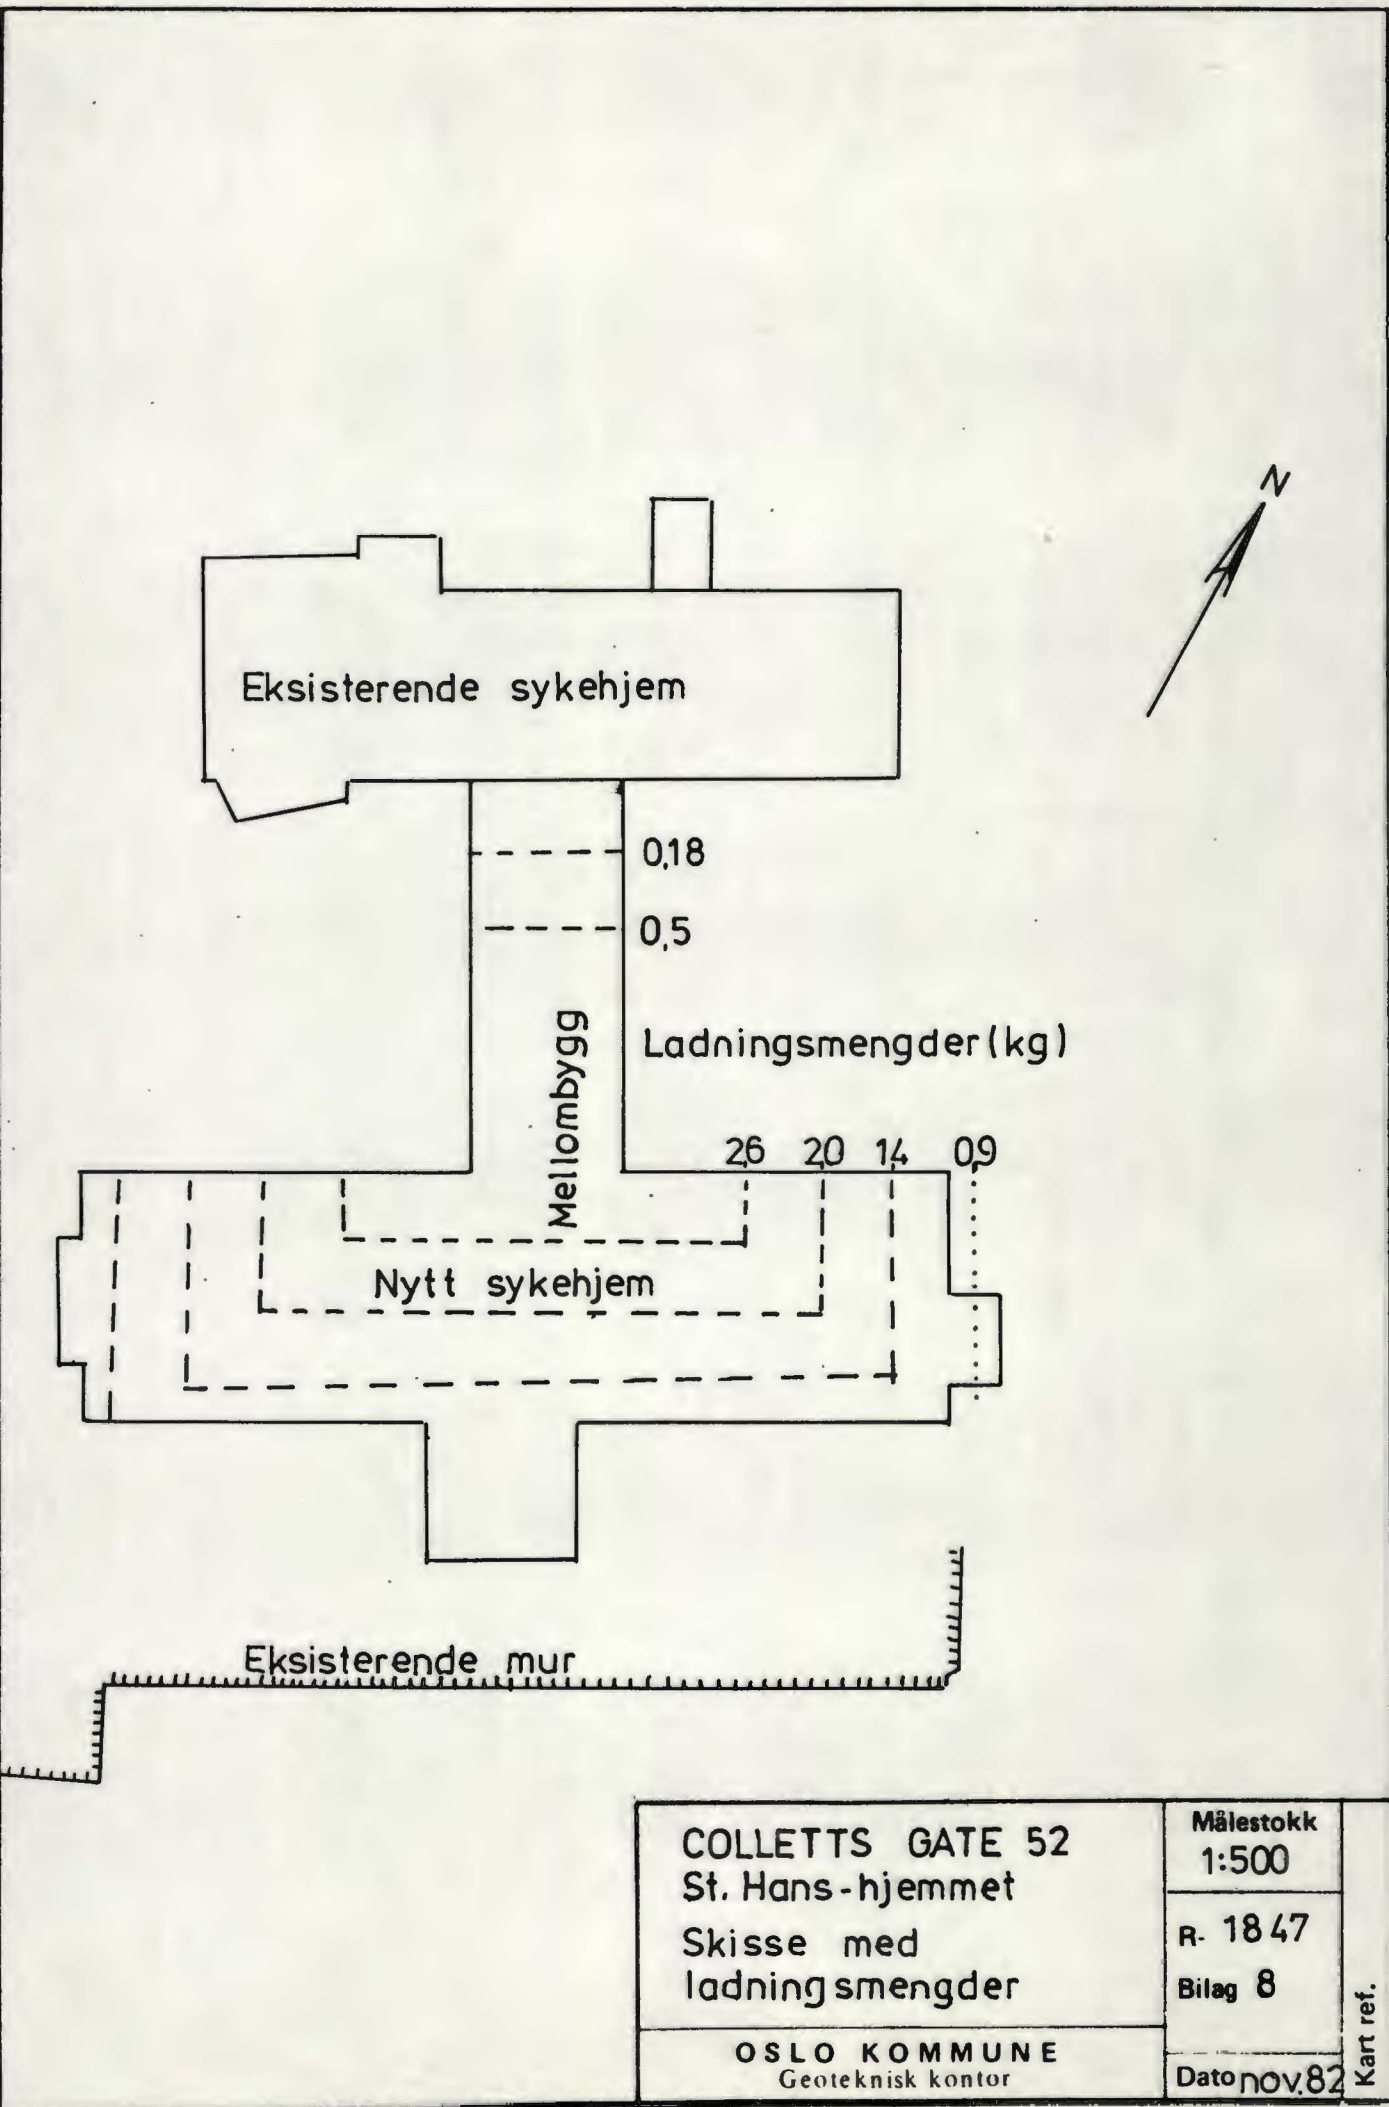 N
Eksisterende sykehjem
0,18
0,5
Mellombygg
Ladningsmengder (kg)
2,6 2,0 1,4 0,9
Nytt sykehjem
Eksisterende mur
COLLETTS GATE 52
St. Hans-hjemmet
Skisse med
ladningsmengder
OSLO KOMMUNE
Geoteknisk kontor
Målestokk
1:500
R- 1847
Bilag 8
Dato nov.82
Kart ref.